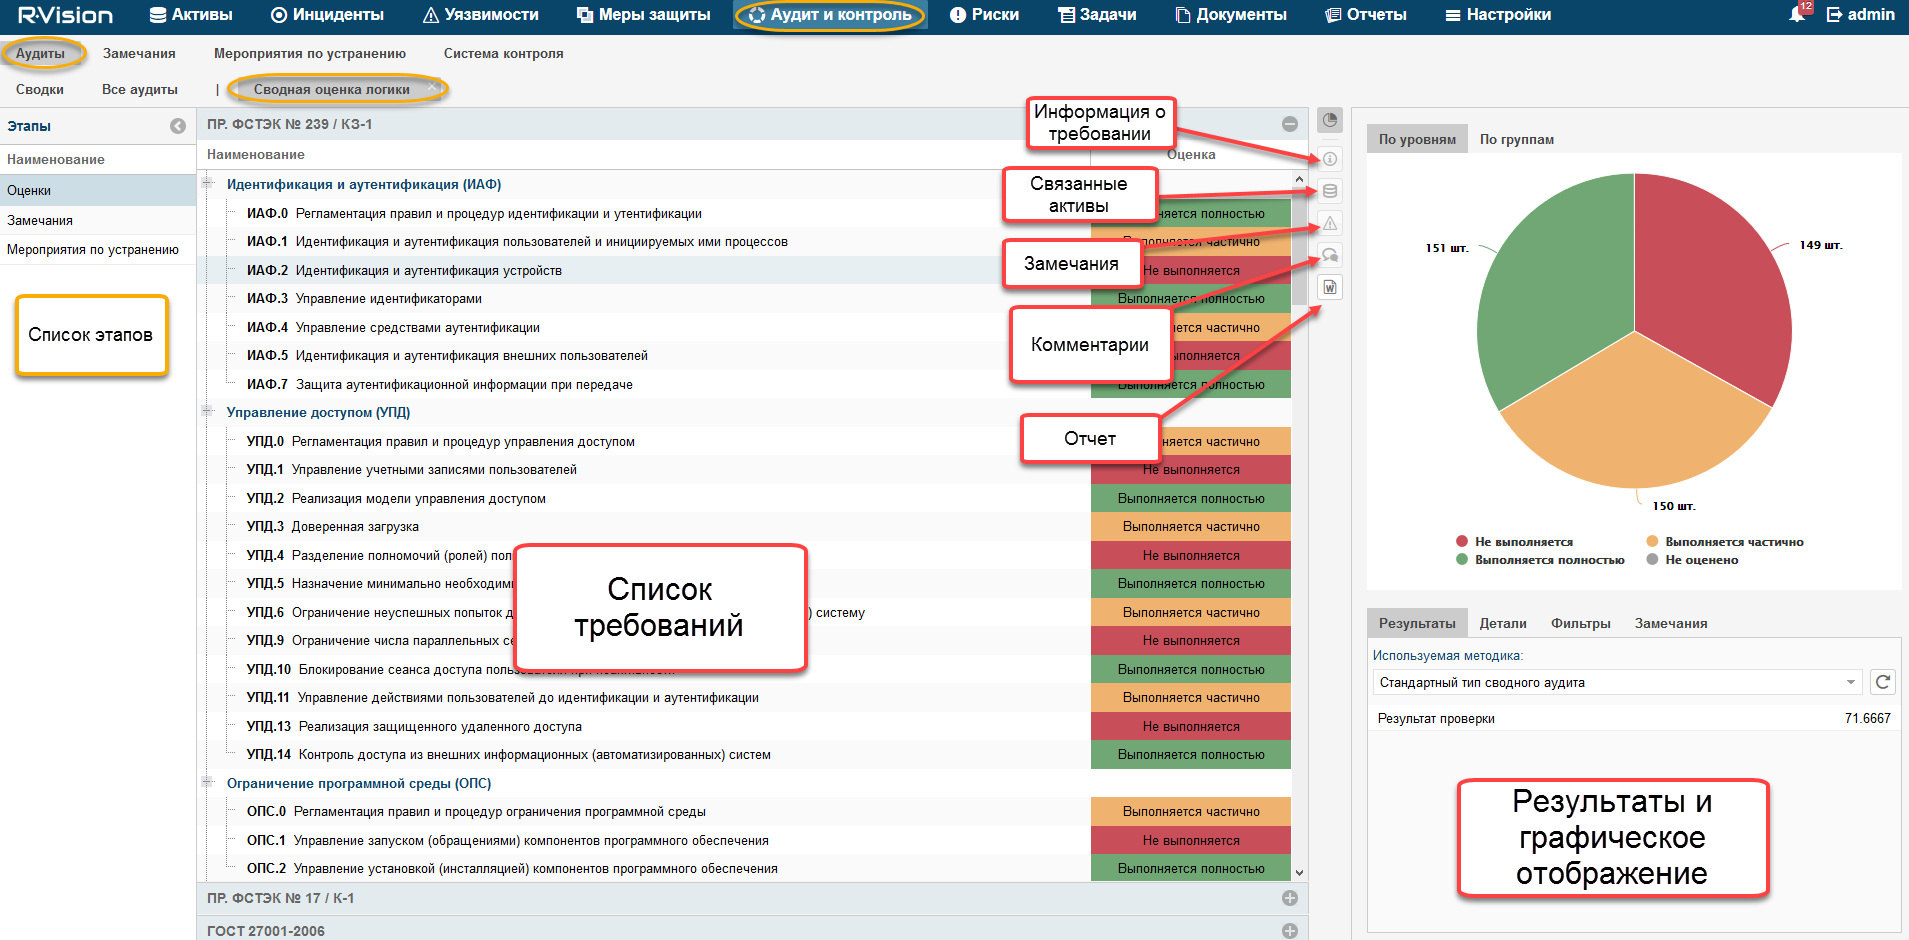 R·Vision Активы Инциденты Уязвимости Меры защиты Аудит и контроль Риски Задачи Документы Отчеты Настройки 12 admin
Аудиты Замечания Мероприятия по устранению Система контроля
Сводки Все аудиты | Сводная оценка логики
Этапы
Наименование
Оценки
Замечания
Мероприятия по устранению
Список этапов
ПР. ФСТЭК № 239 / КЗ-1
Наименование Оценка
Идентификация и аутентификация (ИАФ)
ИАФ.0 Регламентация правил и процедур идентификации и утентификации няется полностью
ИАФ.1 Идентификация и аутентификация пользователей и инициируемых ими процессов Выполняется частично
ИАФ.2 Идентификация и аутентификация устройств Не выполняется
ИАФ.3 Управление идентификаторами Выполняется полностью
ИАФ.4 Управление средствами аутентификации ется частично
ИАФ.5 Идентификация и аутентификация внешних пользователей ыполняется
ИАФ.7 Защита аутентификационной информации при передаче Выполняется полностью
Управление доступом (УПД)
УПД.0 Регламентация правил и процедур управления доступом няется частично
УПД.1 Управление учетными записями пользователей Не выполняется
УПД.2 Реализация модели управления доступом Выполняется полностью
УПД.3 Доверенная загрузка Выполняется частично
УПД.4 Разделение полномочий (ролей) пол Не выполняется
УПД.5 Назначение минимально необходим Выполняется полностью
УПД.6 Ограничение неуспешных попыток д ) систему Выполняется частично
УПД.9 Ограничение числа параллельных се Не выполняется
УПД.10 Блокирование сеанса доступа Выполняется полностью
УПД.11 Управление действиями пользователей до идентификации и аутентификации Выполняется частично
УПД.13 Реализация защищенного удаленного доступа Не выполняется
УПД.14 Контроль доступа из внешних информационных (автоматизированных) систем Выполняется полностью
Ограничение программной среды (ОПС)
ОПС.0 Регламентация правил и процедур ограничения программной среды Выполняется частично
ОПС.1 Управление запуском (обращениями) компонентов программного обеспечения Не выполняется
ОПС.2 Управление установкой (инсталляцией) компонентов программного обеспечения Выполняется полностью
ПР. ФСТЭК № 17 / К-1
ГОСТ 27001-2006
Список
требований
Информация о
требовании
Связанные
активы
Замечания
Комментарии
Отчет
По уровням По группам
151 шт.
149 шт.
150 шт.
Не выполняется Выполняется частично
Выполняется полностью Не оценено
Результаты Детали Фильтры Замечания
Используемая методика:
Стандартный тип сводного аудита
Результат проверки 71.6667
Результаты и
графическое
отображение